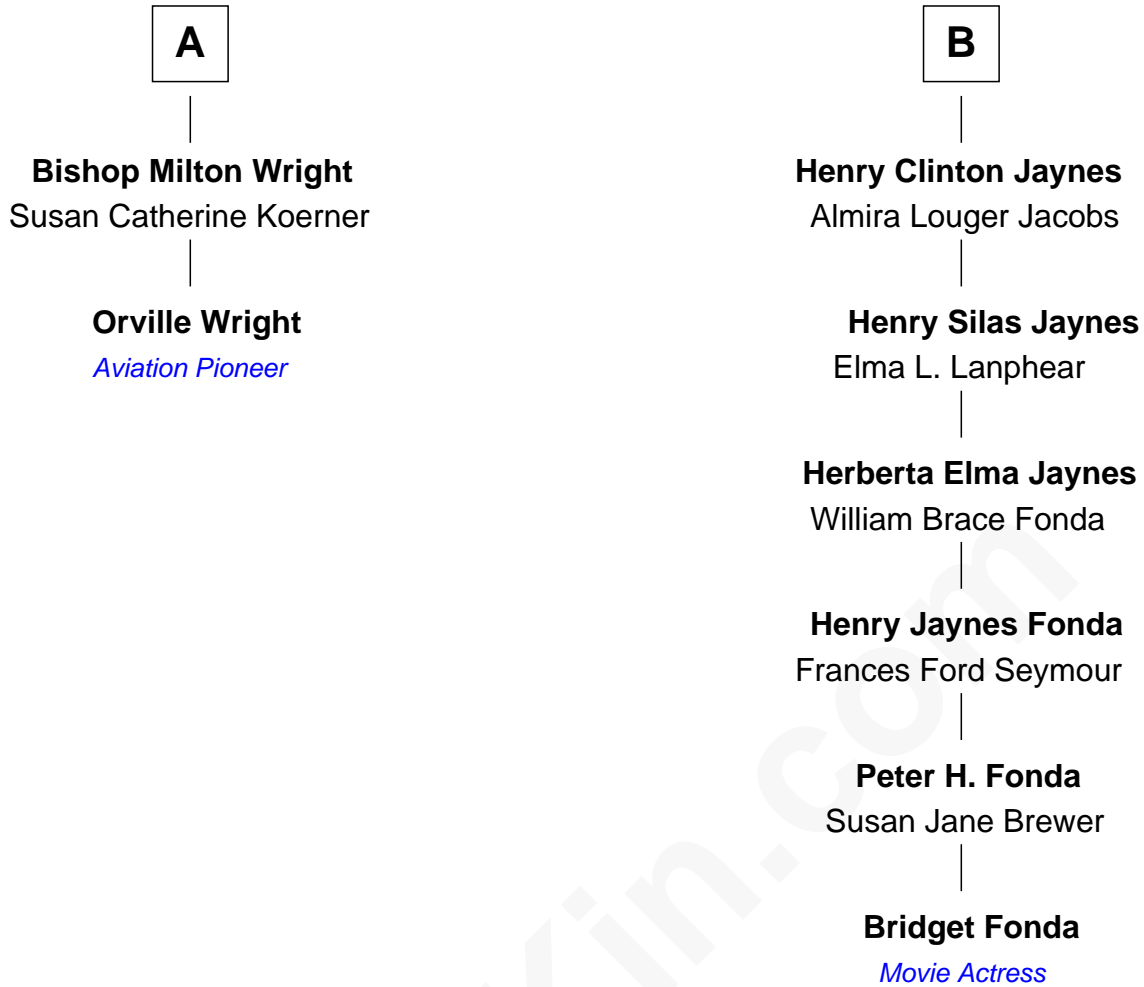 A
Bishop Milton Wright
Susan Catherine Koerner
Orville Wright
Aviation Pioneer
B
Henry Clinton Jaynes
Almira Louger Jacobs
Henry Silas Jaynes
Elma L. Lanphear
Herberta Elma Jaynes
William Brace Fonda
Henry Jaynes Fonda
Frances Ford Seymour
Peter H. Fonda
Susan Jane Brewer
Bridget Fonda
Movie Actress
Kin.com